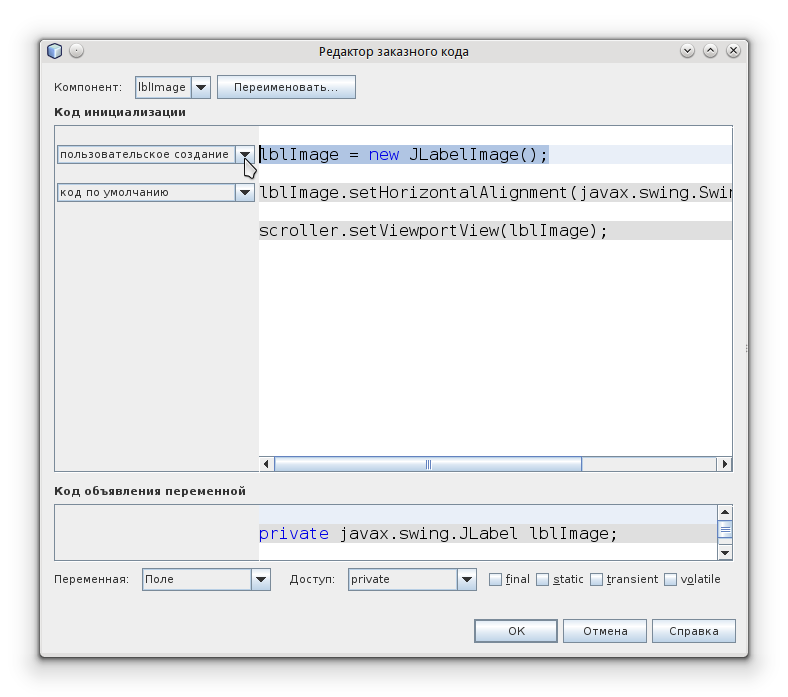 Редактор заказного кода
Компонент: lblImage Переименовать...
Код инициализации
пользовательское создание lblImage = new JLabelImage();
код по умолчанию lblImage.setHorizontalAlignment(javax.swing.Swin
scroller.setViewportView(lblImage);
Код объявления переменной
private javax.swing.JLabel lblImage;
Переменная: Поле Доступ: private final static transient volatile
OK Отмена Справка